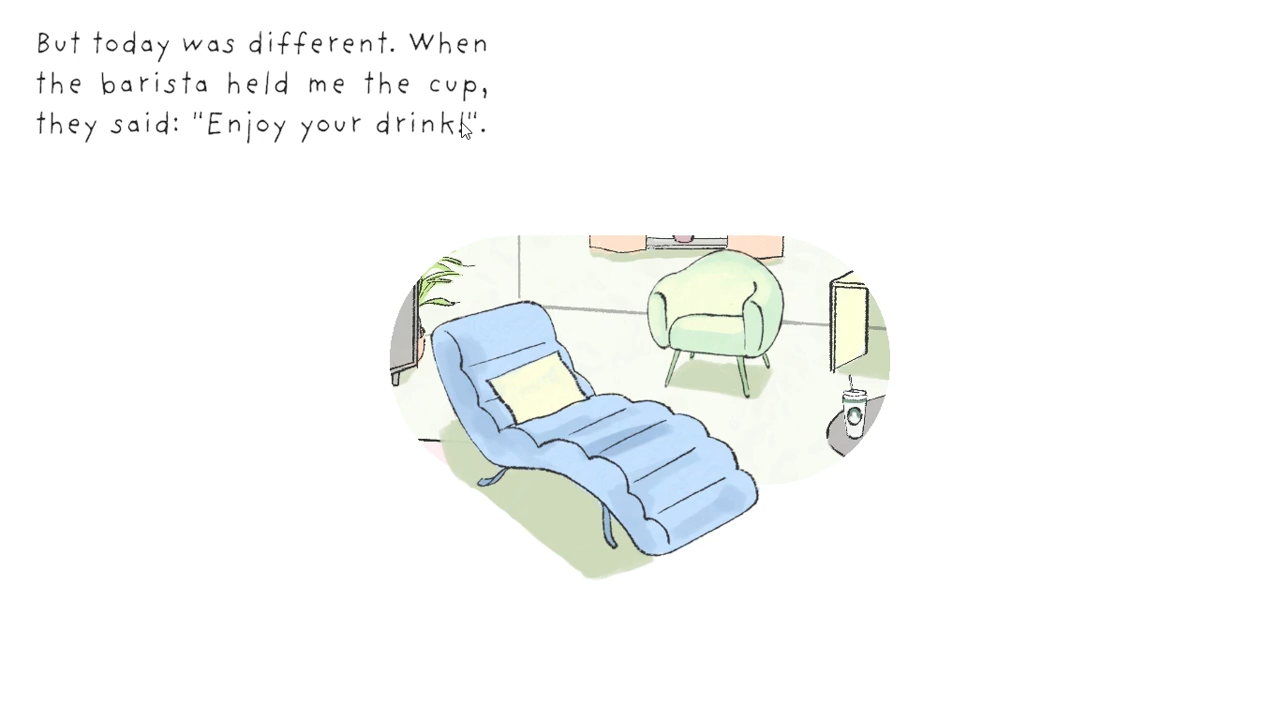 But today was different. When
the barista held me the cup,
they said: "Enjoy your drink!".